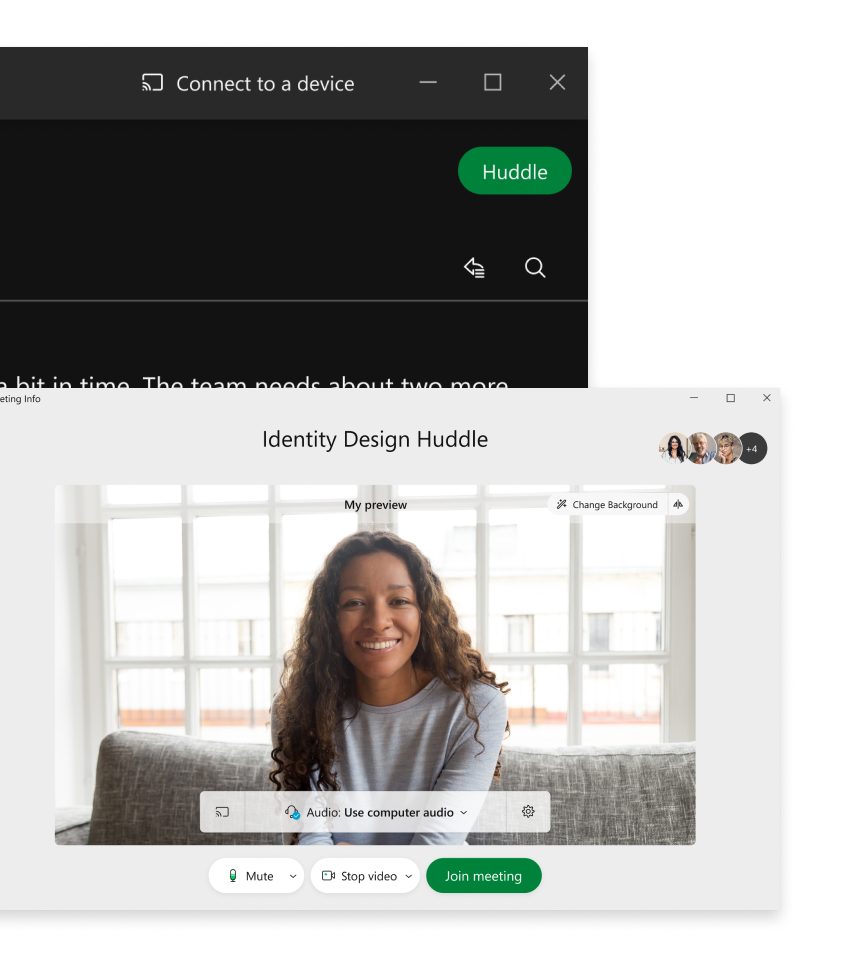 Connect to a device
Huddle
a bit in time. The team needs about two more
eting Info
Identity Design Huddle
+4
My preview
Change Background
Audio: Use computer audio
Mute
Stop video
Join meeting